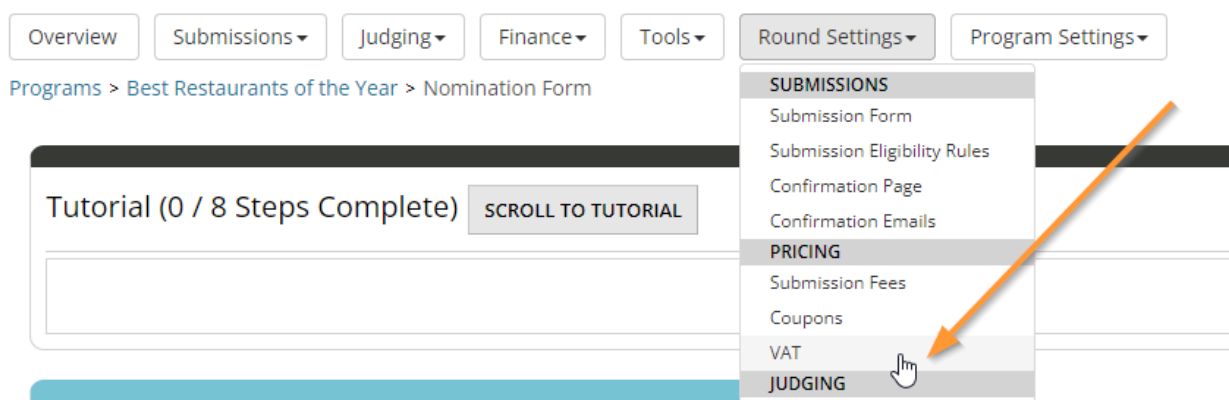 Overview Submissions Judging Finance Tools Round Settings Program Settings
Programs > Best Restaurants of the Year > Nomination Form
SUBMISSIONS
Submission Form
Submission Eligibility Rules
Confirmation Page
Confirmation Emails
PRICING
Submission Fees
Coupons
VAT
JUDGING
Tutorial (0 / 8 Steps Complete) SCROLL TO TUTORIAL